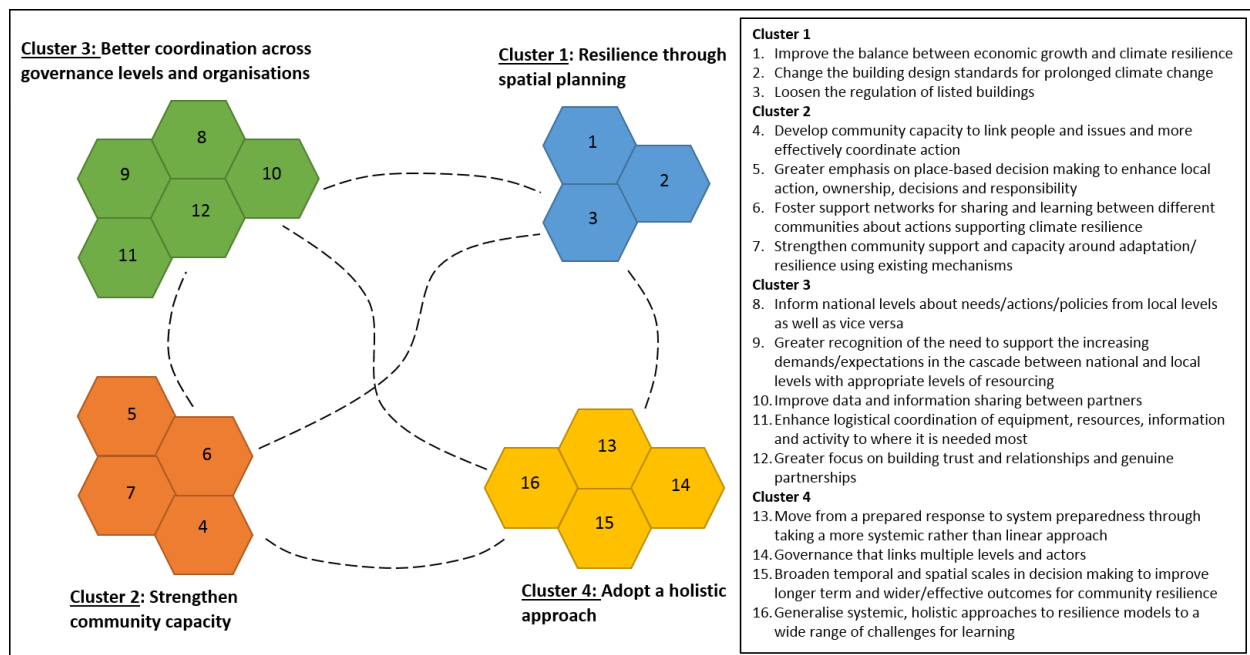 Cluster 3: Better coordination across
governance levels and organisations
8
9
10
12
11
Cluster 1: Resilience through
spatial planning
1
2
3
5
6
7
4
Cluster 2: Strengthen
community capacity
13
16
14
15
Cluster 4: Adopt a holistic
approach
Cluster 1
1. Improve the balance between economic growth and climate resilience
2. Change the building design standards for prolonged climate change
3. Loosen the regulation of listed buildings
Cluster 2
4. Develop community capacity to link people and issues and more
effectively coordinate action
5. Greater emphasis on place-based decision making to enhance local
action, ownership, decisions and responsibility
6. Foster support networks for sharing and learning between different
communities about actions supporting climate resilience
7. Strengthen community support and capacity around adaptation/
resilience using existing mechanisms
Cluster 3
8. Inform national levels about needs/actions/policies from local levels
as well as vice versa
9. Greater recognition of the need to support the increasing
demands/expectations in the cascade between national and local
levels with appropriate levels of resourcing
10. Improve data and information sharing between partners
11. Enhance logistical coordination of equipment, resources, information
and activity to where it is needed most
12. Greater focus on building trust and relationships and genuine
partnerships
Cluster 4
13. Move from a prepared response to system preparedness through
taking a more systemic rather than linear approach
14. Governance that links multiple levels and actors
15. Broaden temporal and spatial scales in decision making to improve
longer term and wider/effective outcomes for community resilience
16. Generalise systemic, holistic approaches to resilience models to a
wide range of challenges for learning